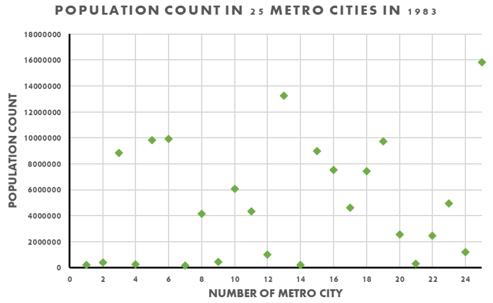 POPULATION COUNT IN 25 METRO CITIES IN 1983
18000000
16000000
14000000
12000000
10000000
8000000
6000000
4000000
2000000
0
POPULATION COUNT
0 2 4 6 8 10 12 14 16 18 20 22 24
NUMBER OF METRO CITY